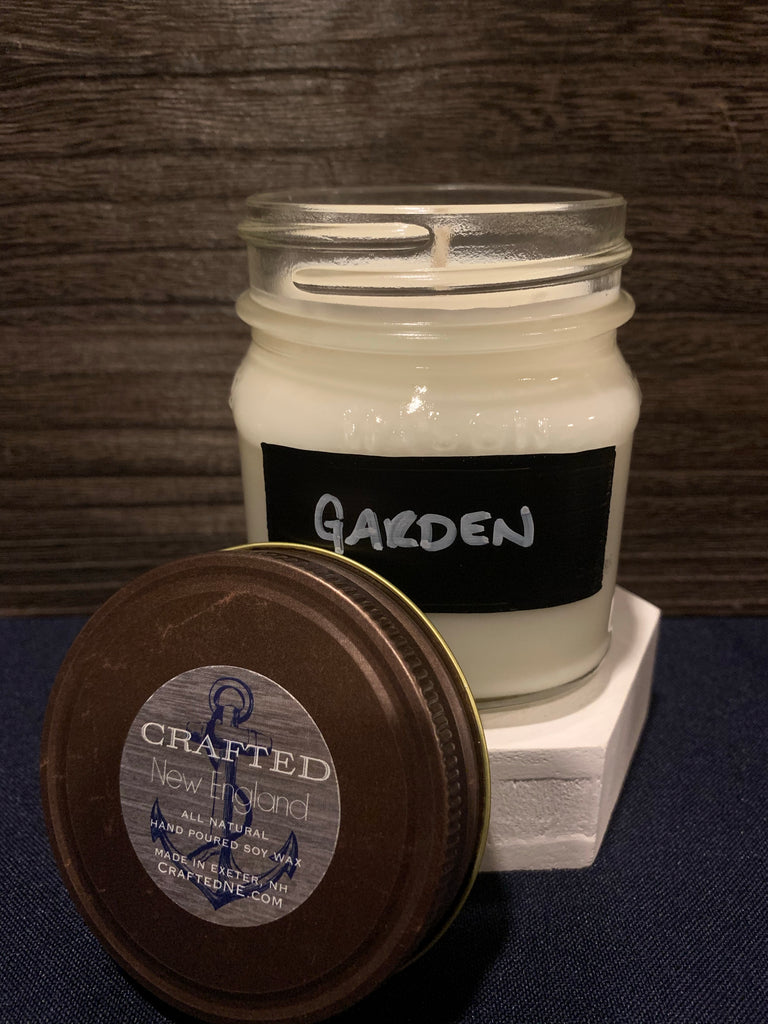 GARDEN
CRAFTED
New England
ALL NATURAL
HAND POURED SOY WAX
MADE IN EXETER, NH
CRAFTEDNE.COM